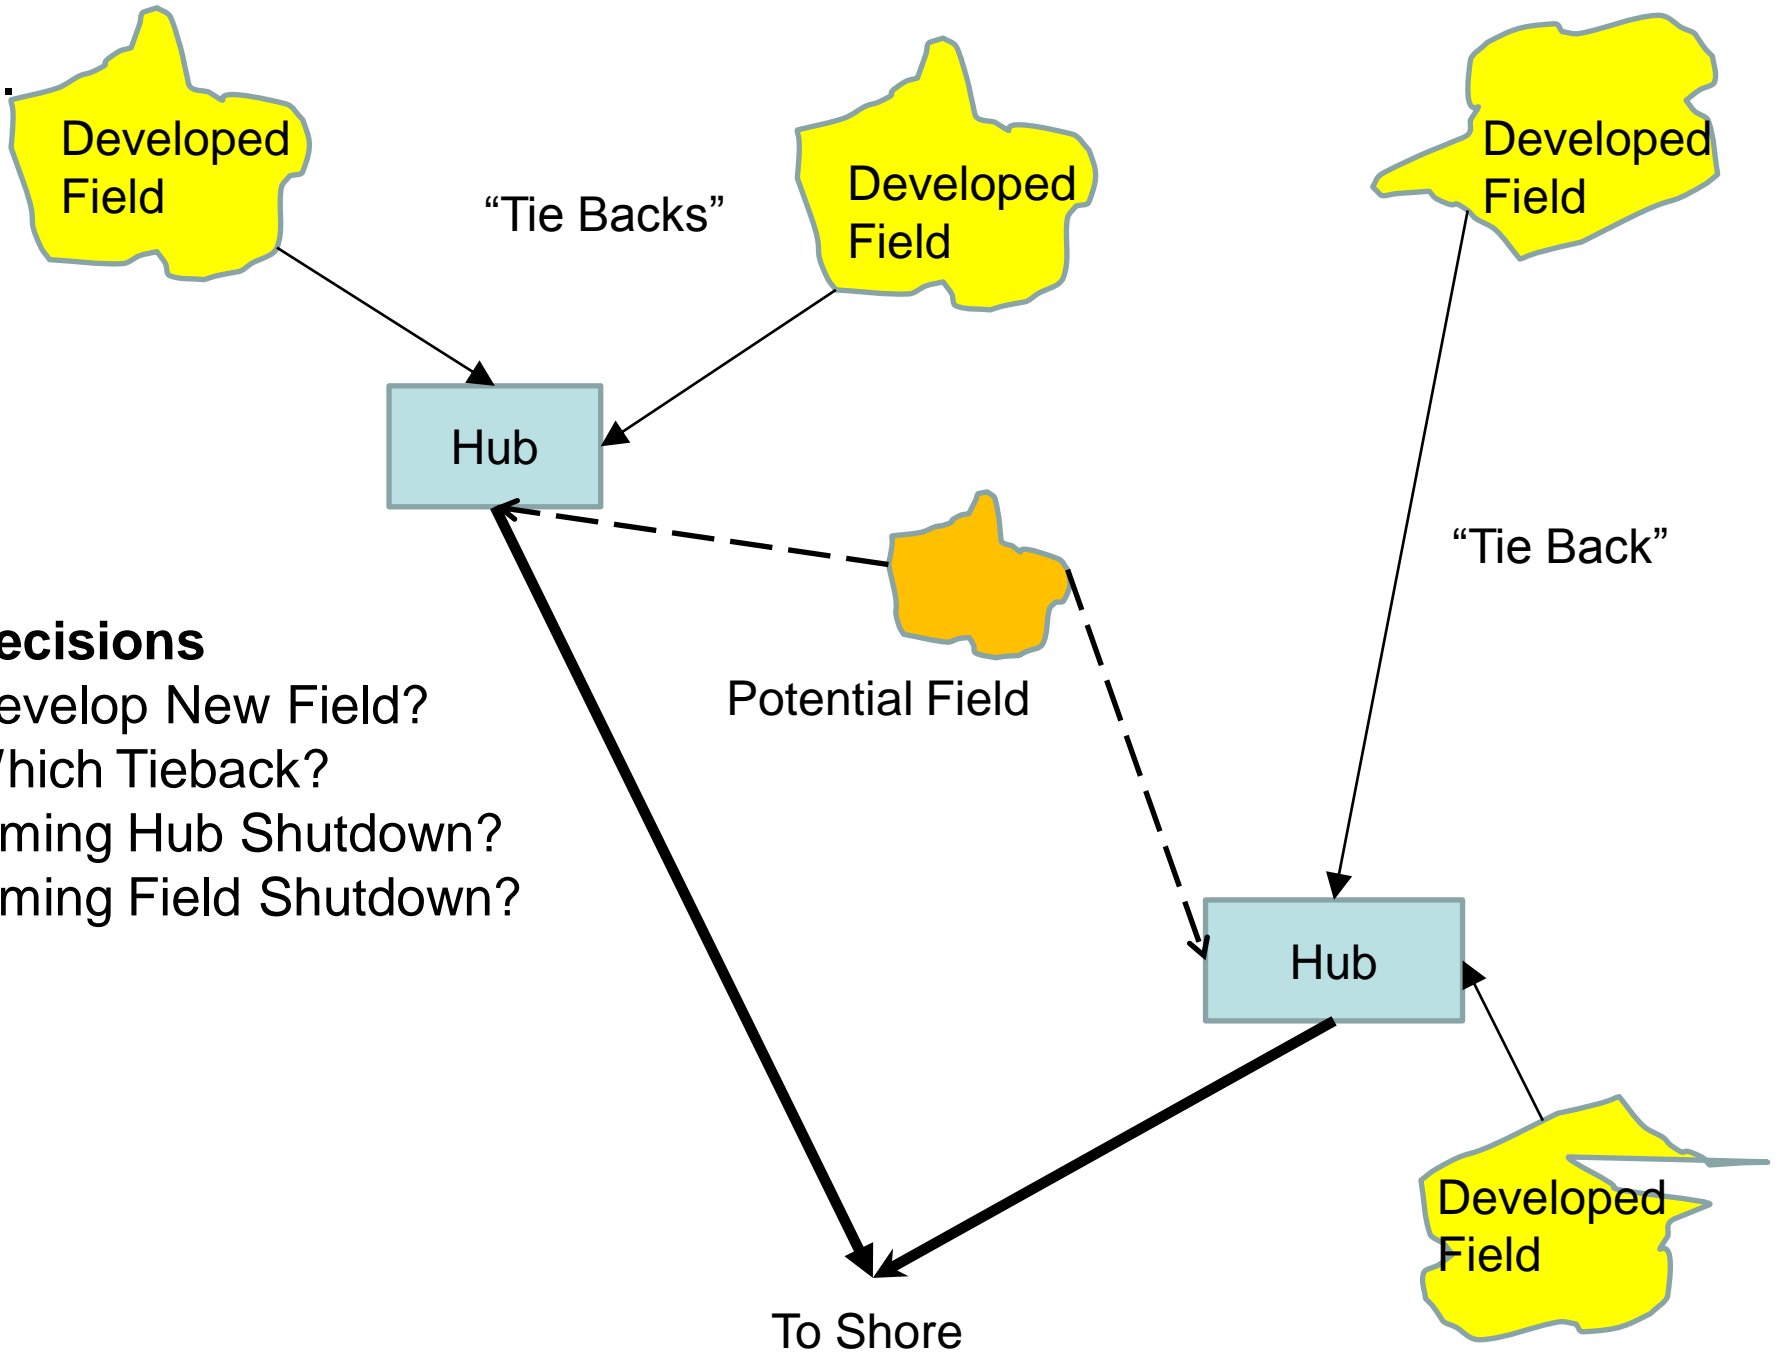 Developed
Field
“Tie Backs”
Developed
Field
Developed
Field
Hub
“Tie Back”
ecisions
evelop New Field?
Which Tieback?
ming Hub Shutdown?
ming Field Shutdown?
Potential Field
Hub
Developed
Field
To Shore